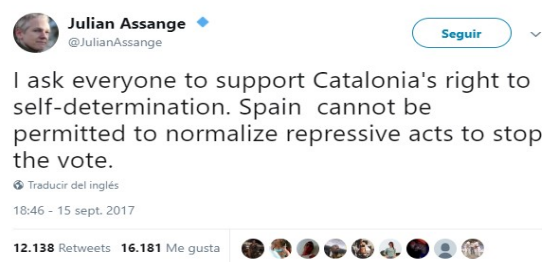 Julian Assange
@JulianAssange
Seguir
I ask everyone to support Catalonia's right to
self-determination. Spain cannot be
permitted to normalize repressive acts to stop
the vote.
Traducir del inglés
18:46 - 15 sept. 2017
12.138 Retweets 16.181 Me gusta